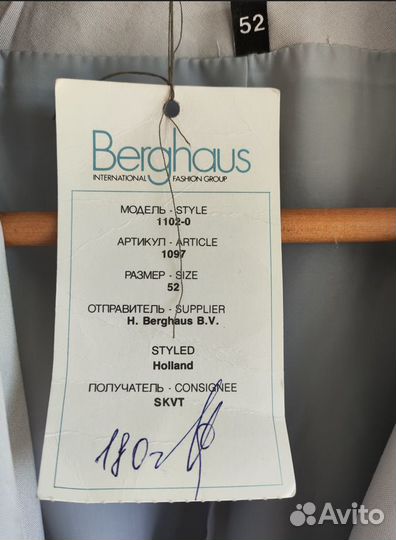 52
Berghaus
INTERNATIONAL FASHION GROUP
МОДЕЛЬ - STYLE
1102-0
АРТИКУЛ - ARTICLE
1097
РАЗМЕР - SIZE
52
ОТПРАВИТЕЛЬ - SUPPLIER
H. Berghaus B.V.
STYLED
Holland
ПОЛУЧАТЕЛЬ - CONSIGNEE
SKVT
180
Avito